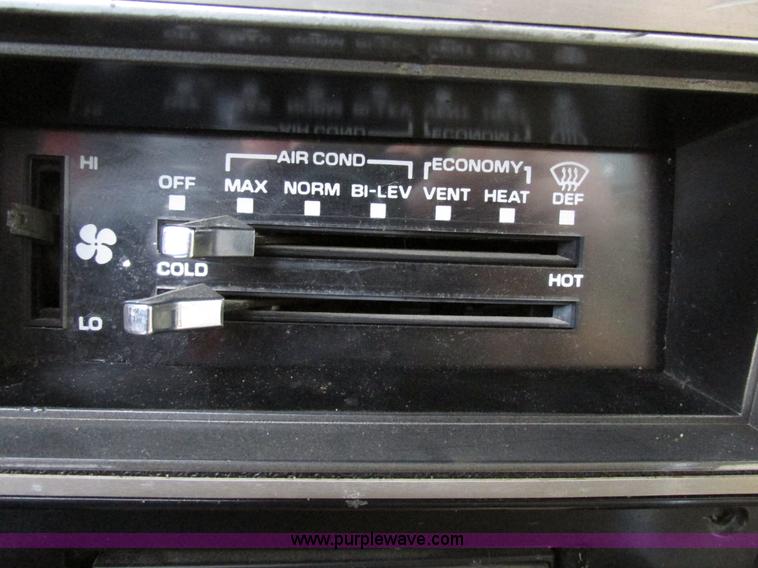 HI
AIR COND ECONOMY
OFF MAX NORM BI-LEV VENT HEAT DEF
COLD HOT
LO
www.purplewave.com